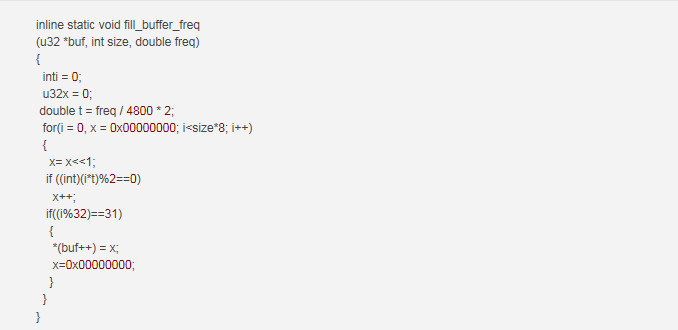 inline static void fill_buffer_freq
(u32 *buf, int size, double freq)
{
inti = 0;
u32x = 0;
double t = freq / 4800 * 2;
for(i = 0, x = 0x00000000; i<size*8; i++)
{
x= x<<1;
if ((int)(i*t)%2==0)
x++;
if((i%32)==31)
{
*(buf++) = x;
x=0x00000000;
}
}
}